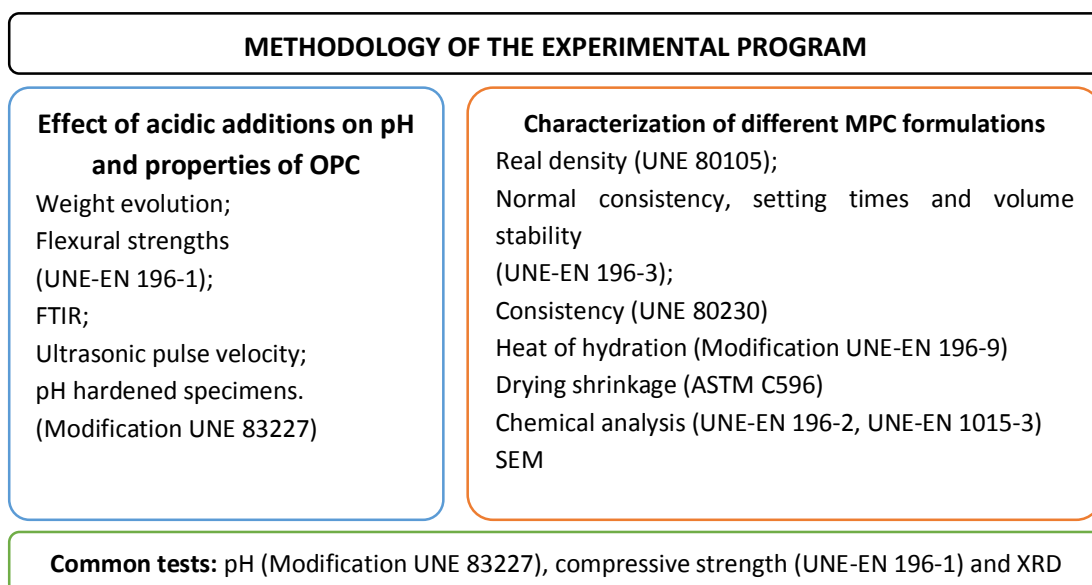 METHODOLOGY OF THE EXPERIMENTAL PROGRAM
Effect of acidic additions on pH
and properties of OPC
Weight evolution;
Flexural strengths
(UNE-EN 196-1);
FTIR;
Ultrasonic pulse velocity;
pH hardened specimens.
(Modification UNE 83227)
Characterization of different MPC formulations
Real density (UNE 80105);
Normal consistency, setting times and volume
stability
(UNE-EN 196-3);
Consistency (UNE 80230)
Heat of hydration (Modification UNE-EN 196-9)
Drying shrinkage (ASTM C596)
Chemical analysis (UNE-EN 196-2, UNE-EN 1015-3)
SEM
Common tests: pH (Modification UNE 83227), compressive strength (UNE-EN 196-1) and XRD